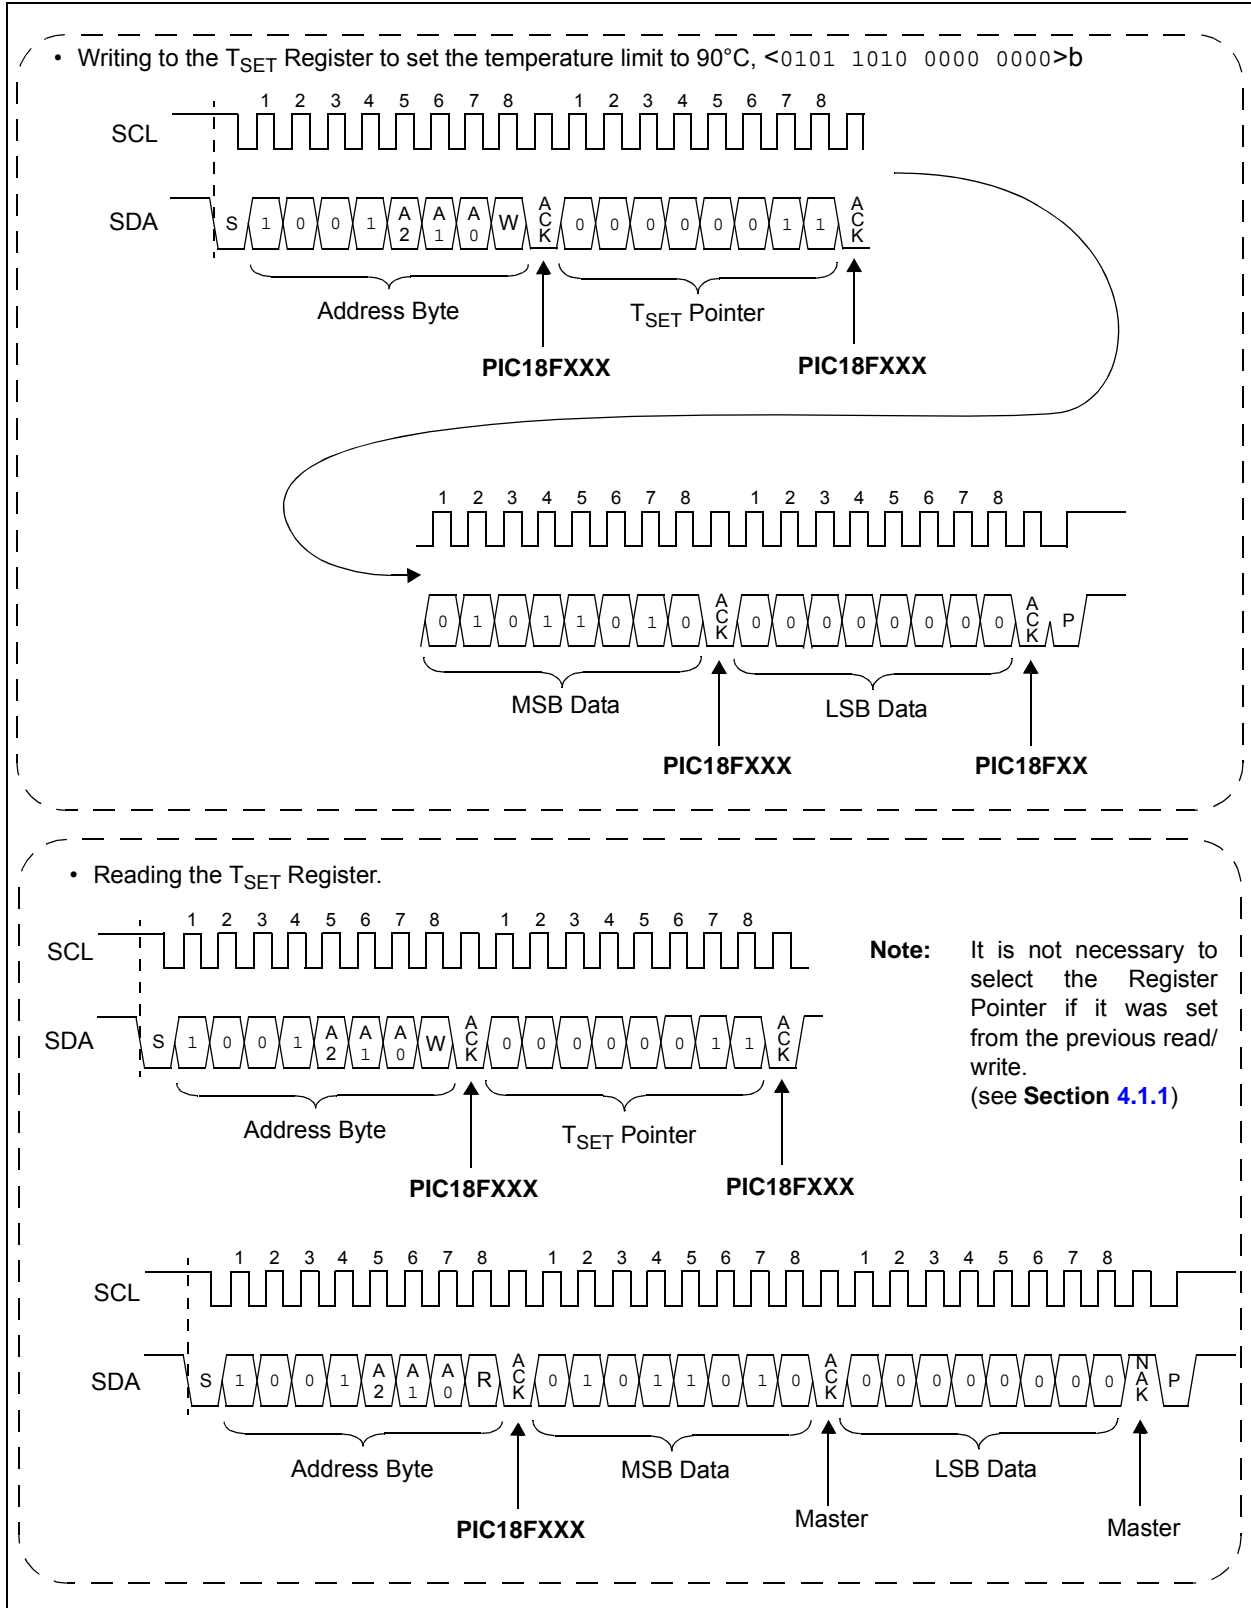 • Writing to the TSET Register to set the temperature limit to 90°C, <0101 1010 0000 0000>b
1 2 3 4 5 6 7 8 1 2 3 4 5 6 7 8
SCL
SDA S 1 0 0 1 A2 A1 A0 W ACK 0 0 0 0 0 0 1 1 ACK
Address Byte TSET Pointer
PIC18FXXX PIC18FXXX
1 2 3 4 5 6 7 8 1 2 3 4 5 6 7 8
0 1 0 1 1 0 1 0 ACK 0 0 0 0 0 0 0 0 ACK P
MSB Data LSB Data
PIC18FXXX PIC18FXX
• Reading the TSET Register.
1 2 3 4 5 6 7 8 1 2 3 4 5 6 7 8
SCL
SDA S 1 0 0 1 A2 A1 A0 W ACK 0 0 0 0 0 0 1 1 ACK
Address Byte TSET Pointer
PIC18FXXX PIC18FXXX
Note: It is not necessary to
select the Register
Pointer if it was set
from the previous read/
write.
(see Section 4.1.1)
1 2 3 4 5 6 7 8 1 2 3 4 5 6 7 8 1 2 3 4 5 6 7 8
SCL
SDA S 1 0 0 1 A2 A1 A0 R ACK 0 1 0 1 1 0 1 0 ACK 0 0 0 0 0 0 0 0 NAK P
Address Byte MSB Data LSB Data
PIC18FXXX Master Master